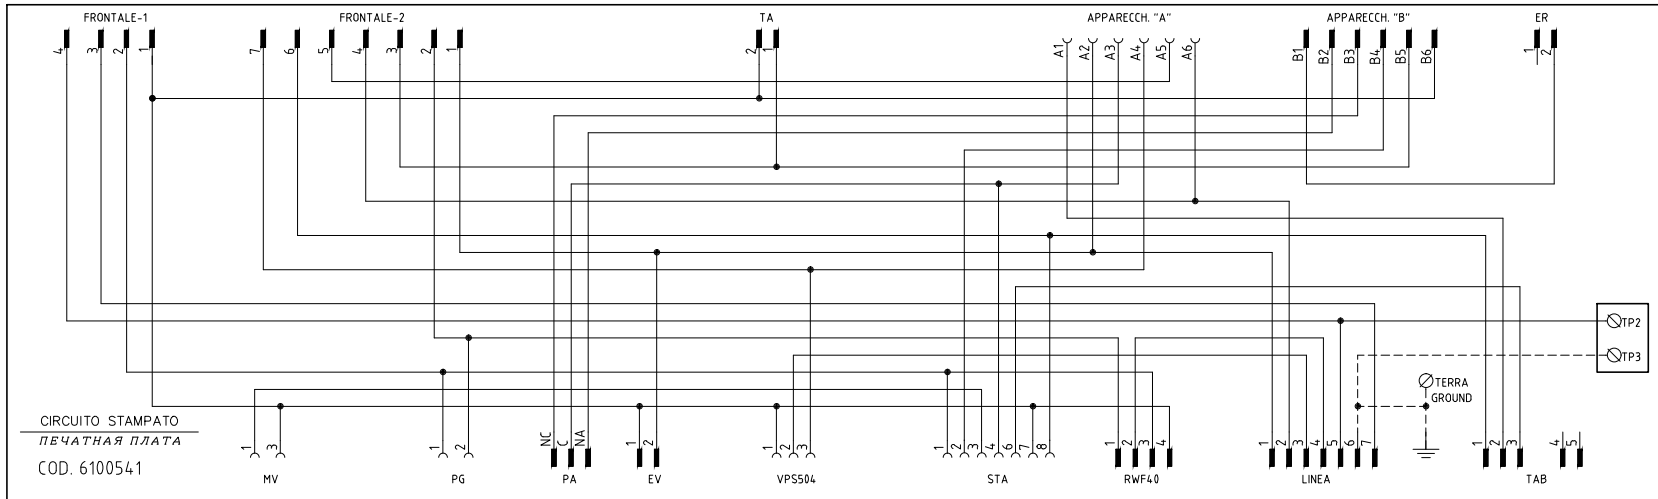 FRONTALE-1 FRONTALE-2 TA APPARECCH. "A" APPARECCH. "B" ER
4 3 2 1 7 6 5 4 3 2 1 2 1 A1 A2 A3 A4 A5 A6 B1 B2 B3 B4 B5 B6 1 2
TP2
TP3
TERRA
GROUND
CIRCUITO STAMPATO
ПЕЧАТНАЯ ПЛАТА
COD. 6100541
1 3 1 2 NC C NA 1 2 1 2 3 1 2 3 4 6 7 8 1 2 3 4 1 2 3 4 5 6 7 1 2 3 4 5
MV PG PA EV VPS504 STA RWF40 LINEA TAB